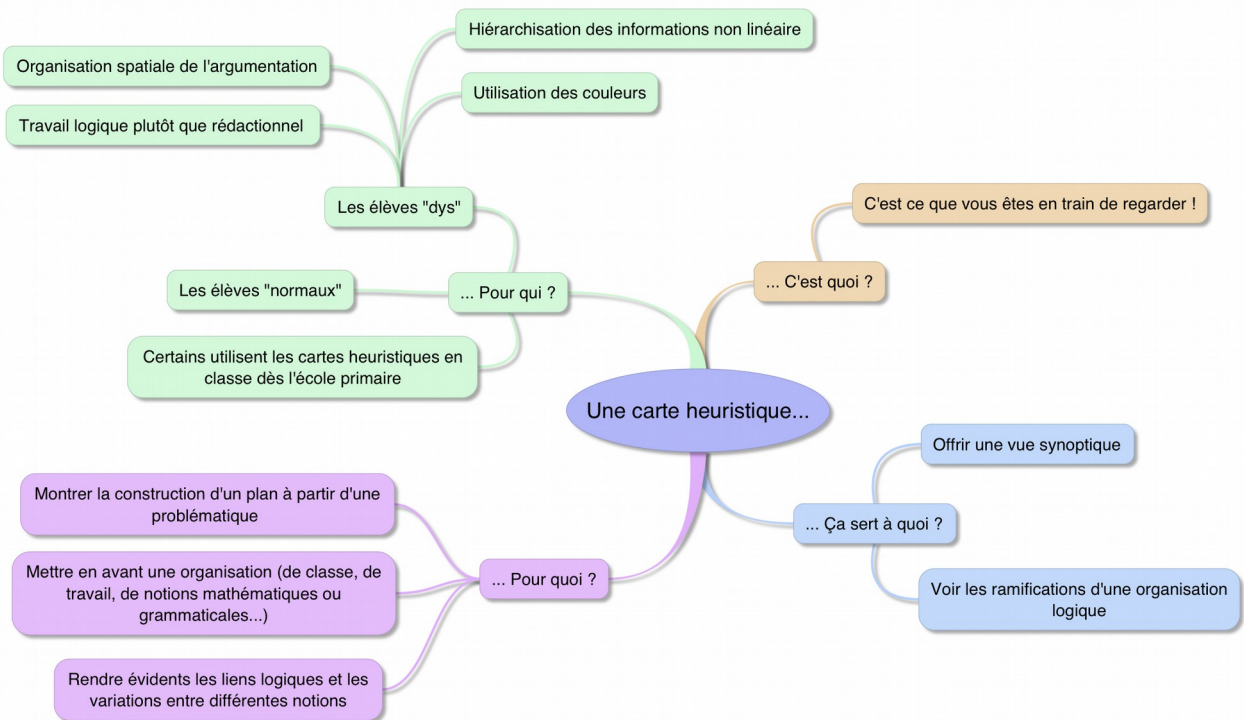 Une carte heuristique...
... C'est quoi ?
C'est ce que vous êtes en train de regarder !
... Ça sert à quoi ?
Offrir une vue synoptique
Voir les ramifications d'une organisation
logique
... Pour quoi ?
Montrer la construction d'un plan à partir d'une
problématique
Mettre en avant une organisation (de classe, de
travail, de notions mathématiques ou
grammaticales...)
Rendre évidents les liens logiques et les
variations entre différentes notions
... Pour qui ?
Les élèves "dys"
Hiérarchisation des informations non linéaire
Utilisation des couleurs
Organisation spatiale de l'argumentation
Travail logique plutôt que rédactionnel
Les élèves "normaux"
Certains utilisent les cartes heuristiques en
classe dès l'école primaire